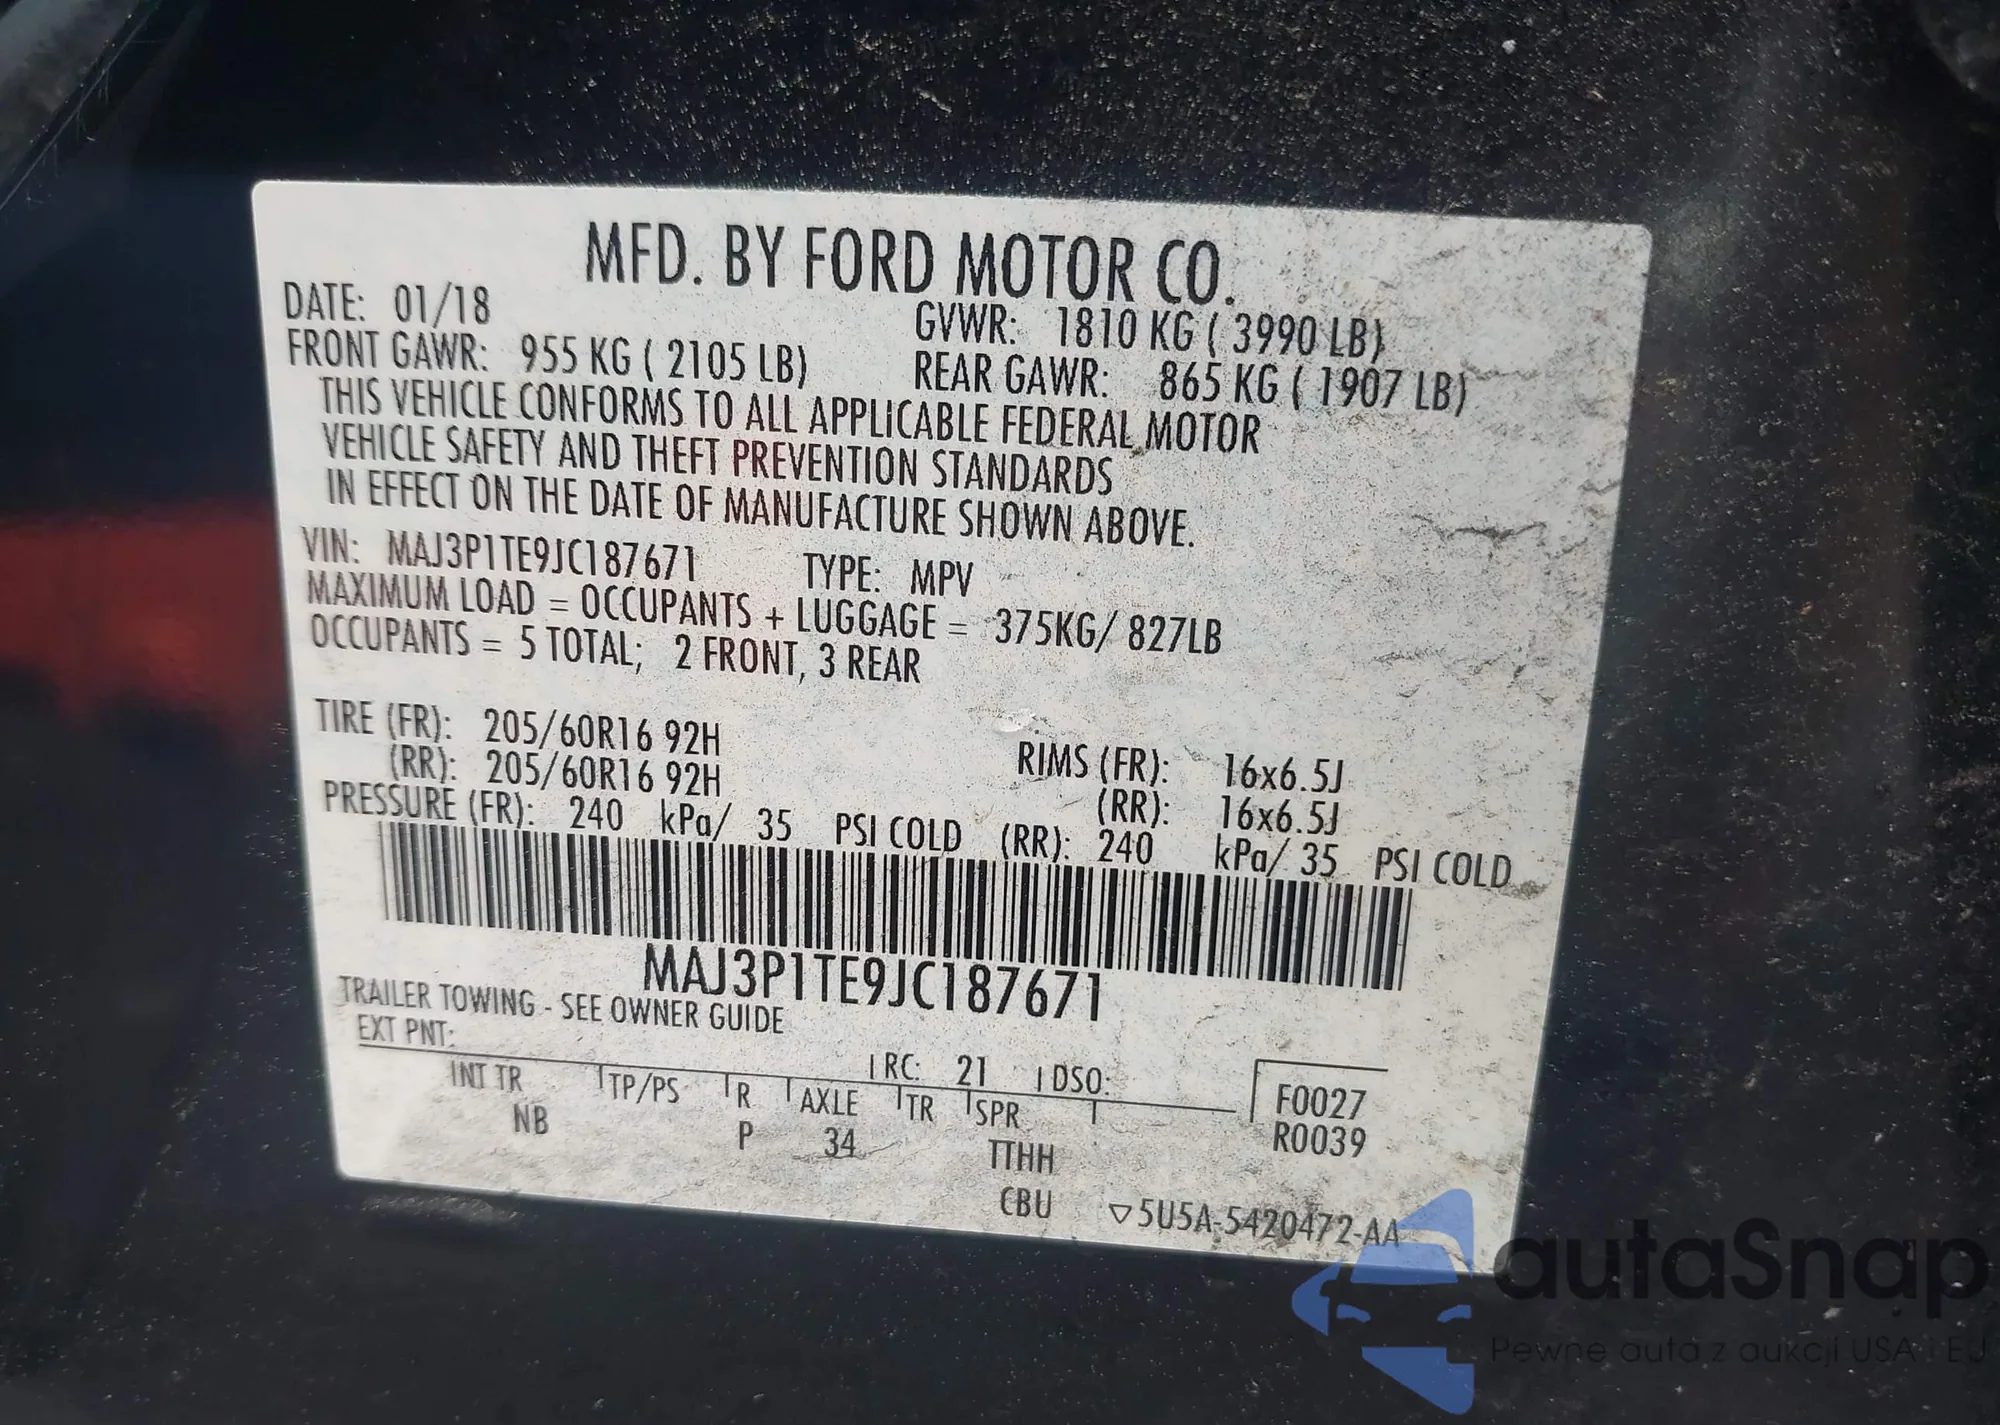 MFD. BY FORD MOTOR CO.
DATE: 01/18 GVWR: 1810 KG ( 3990 LB)
FRONT GAWR: 955 KG ( 2105 LB) REAR GAWR: 865 KG ( 1907 LB)
THIS VEHICLE CONFORMS TO ALL APPLICABLE FEDERAL MOTOR
VEHICLE SAFETY AND THEFT PREVENTION STANDARDS
IN EFFECT ON THE DATE OF MANUFACTURE SHOWN ABOVE.
VIN: MAJ3P1TE9JC187671 TYPE: MPV
MAXIMUM LOAD = OCCUPANTS + LUGGAGE = 375KG/ 827LB
OCCUPANTS = 5 TOTAL; 2 FRONT, 3 REAR
TIRE (FR): 205/60R16 92H RIMS (FR): 16x6.5J
(RR): 205/60R16 92H (RR): 16x6.5J
PRESSURE (FR): 240 kPa/ 35 PSI COLD (RR): 240 kPa/ 35 PSI COLD
MAJ3P1TE9JC187671
TRAILER TOWING - SEE OWNER GUIDE
EXT PNT: RC: 21 DSO:
INT TR TP/PS R AXLE TR SPR F0027
NB P 34 TTHH R0039
CBU ▽5U5A-5420472-AA
autaSnap
Pewne auta z aukcji USA i EJ